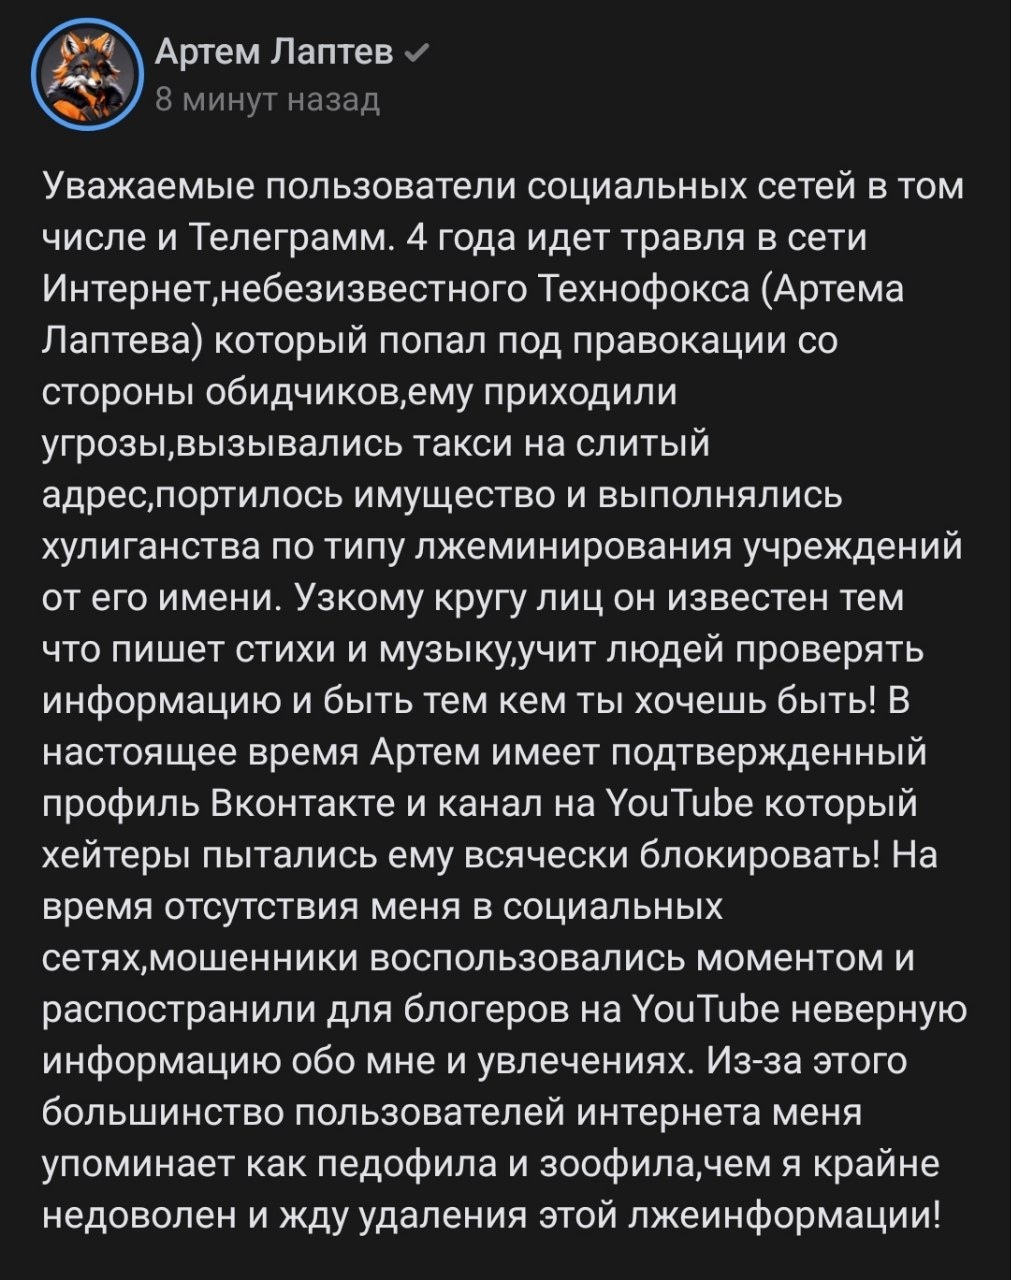 Артем Лаптев
8 минут назад
Уважаемые пользователи социальных сетей в том
числе и Телеграмм. 4 года идет травля в сети
Интернет,небезизвестного Технофокса (Артема
Лаптева) который попал под правокации со
стороны обидчиков,ему приходили
угрозы,вызывались такси на слитый
адрес,портилось имущество и выполнялись
хулиганства по типу лжеминирования учреждений
от его имени. Узкому кругу лиц он известен тем
что пишет стихи и музыку,учит людей проверять
информацию и быть тем кем ты хочешь быть! В
настоящее время Артем имеет подтвержденный
профиль Вконтакте и канал на YouTube который
хейтеры пытались ему всячески блокировать! На
время отсутствия меня в социальных
сетях,мошенники воспользовались моментом и
распостранили для блогеров на YouTube неверную
информацию обо мне и увлечениях. Из-за этого
большинство пользователей интернета меня
упоминает как педофила и зоофила,чем я крайне
недоволен и жду удаления этой лжеинформации!